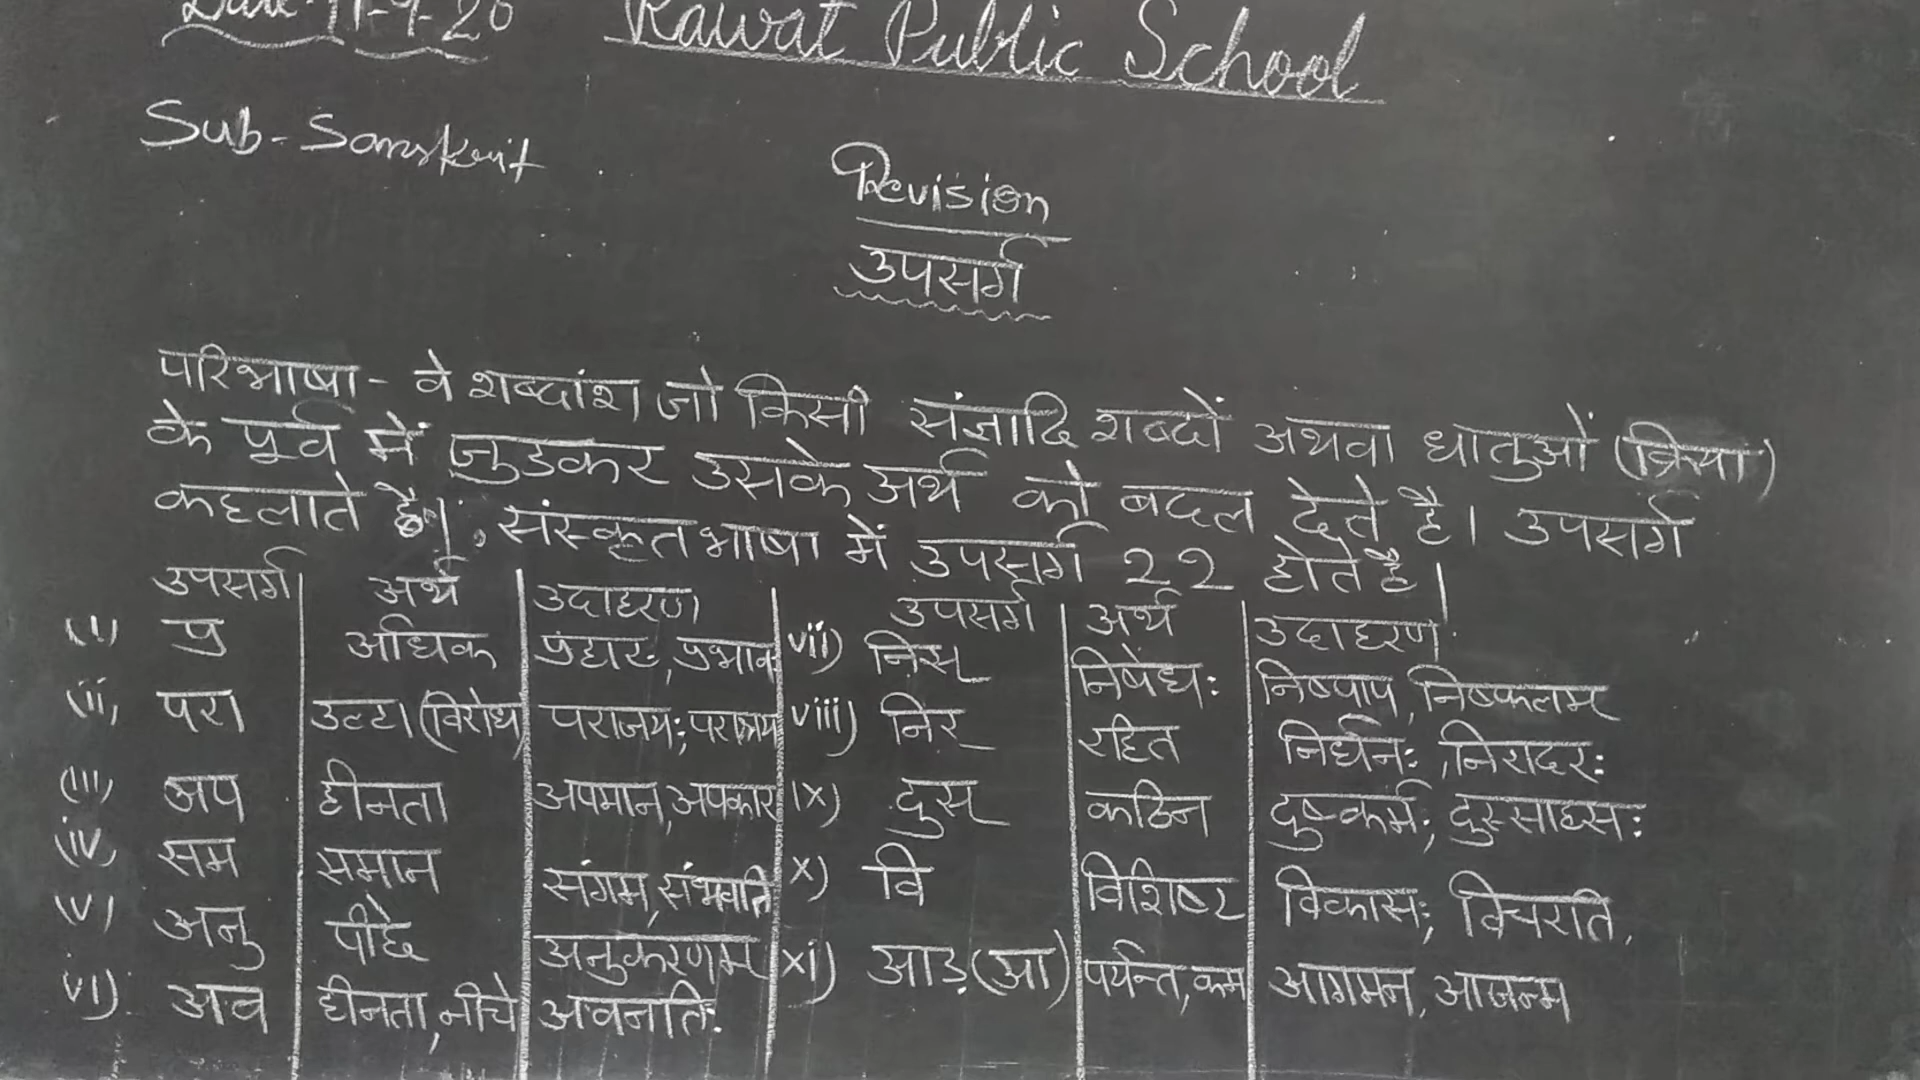 Date-11-9-20 Rawat Public School
Sub-Sanskrit
Revision
उपसर्ग
परिभाषा - वे शब्दांश जो किसी संज्ञादि शब्दों अथवा धातुओं (क्रिया)
के पूर्व में जुडकर उसके अर्थ को बदल देते है। उपसर्ग
कहलाते है। संस्कृत भाषा में उपसर्ग 22 होते है।
उपसर्ग अर्थ उदाहरण उपसर्ग अर्थ उदाहरण
(i) प्र अधिक प्रहार, प्रभाव vii) निस् निषेध: निष्पाप, निष्फलम्
(ii) परा उल्टा (विरोध) पराजय:, पराक्रम viii) निर् रहित निर्धन:, निरादर:
(iii) अप हीनता अपमान, अपकार ix) दुस् कठिन दुष्कर्म:, दुस्साहस:
(iv) सम समान संगम, संभवति x) वि विशिष्ट विकास:, विचरति,
(v) अनु पीछे अनुकरणम् xi) आड़ (आ) पर्यन्त, कम आगमन, आजन्म
vi) अव हीनता, नीचे अवनति: